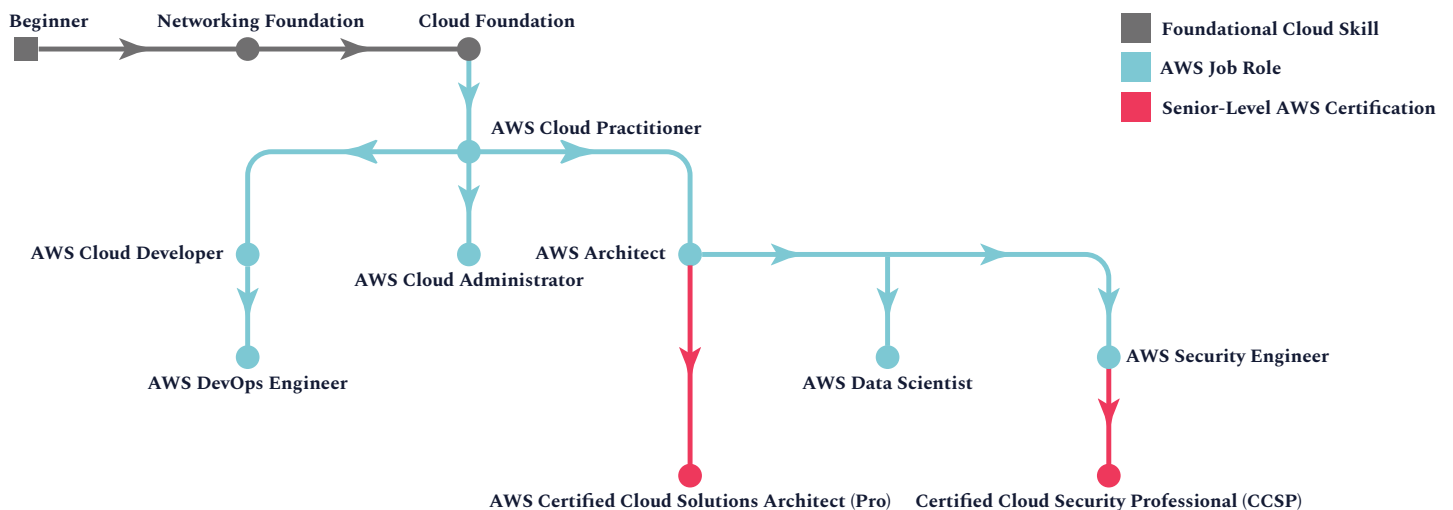 Beginner
Networking Foundation
Cloud Foundation
Foundational Cloud Skill
AWS Job Role
Senior-Level AWS Certification
AWS Cloud Practitioner
AWS Cloud Developer
AWS Cloud Administrator
AWS Architect
AWS DevOps Engineer
AWS Data Scientist
AWS Security Engineer
AWS Certified Cloud Solutions Architect (Pro)
Certified Cloud Security Professional (CCSP)